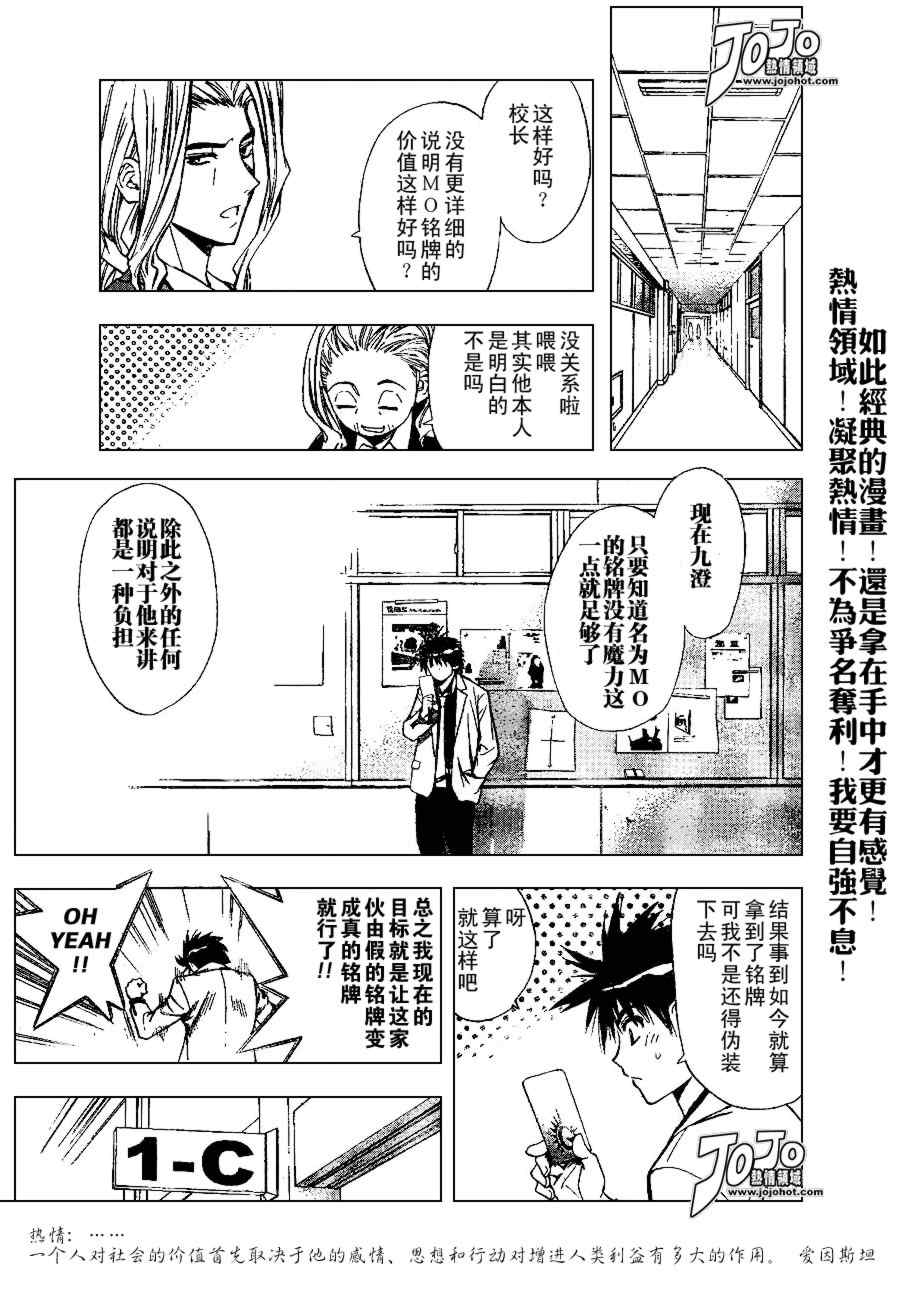 JOJO
熱情領域
www.jojohot.com
这样好吗？
校长
没有更详细的
说明MO铭牌的
价值这样好吗？
没关系啦
喂喂
其实他本人
是明白的
不是吗
现在九澄
只要知道名为MO
的铭牌没有魔力这
一点就足够了
除此之外的任何
说明对于他来讲
都是一种负担
结果事到如今就算
拿到了铭牌
可我不是还得伪装
下去吗
呀
算了
就这样吧
总之我现在的
目标就是让这家
伙由假的铭牌变
成真的铭牌
就行了!!
OH
YEAH
!!
1-C
JOJO
熱情領域
www.jojohot.com
如此經典的漫畫！還是拿在手中才更有感覺！
熱情領域！凝聚熱情！不為爭名奪利！我要自強不息！
热情：……
一个人对社会的价值首先取决于他的感情、思想和行动对增进人类利益有多大的作用。 爱因斯坦